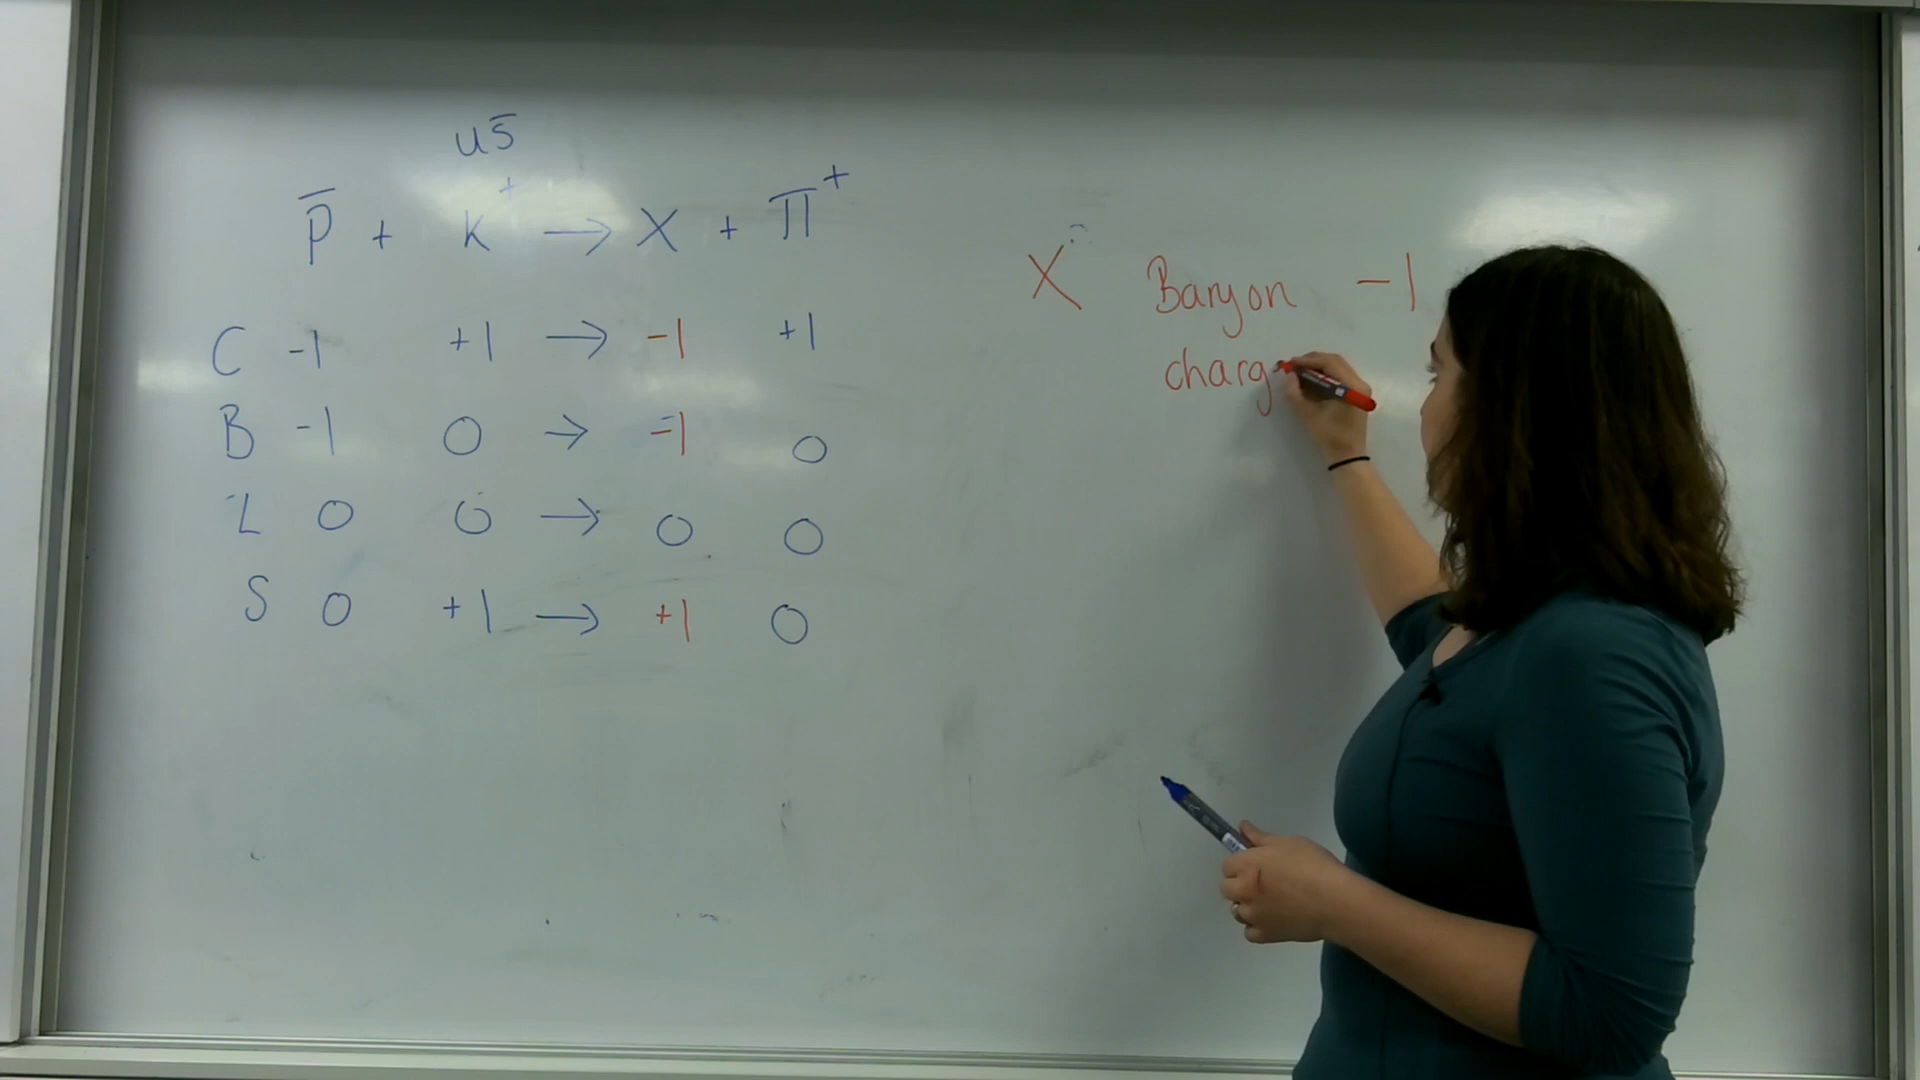 us̅
p̅ + k⁺ → X + π⁺
C -1 +1 → -1 +1
B -1 0 → -1 0
L 0 0 → 0 0
S 0 +1 → +1 0
X Baryon -1
charg